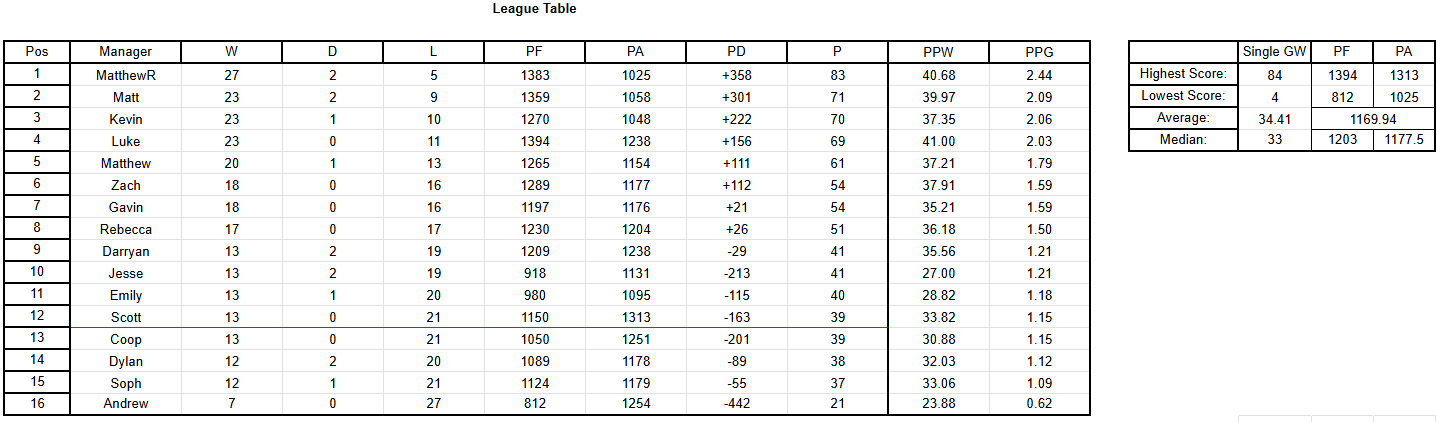 League Table
Pos Manager W D L PF PA PD P PPW PPG
1 MatthewR 27 2 5 1383 1025 +358 83 40.68 2.44
2 Matt 23 2 9 1359 1058 +301 71 39.97 2.09
3 Kevin 23 1 10 1270 1048 +222 70 37.35 2.06
4 Luke 23 0 11 1394 1238 +156 69 41.00 2.03
5 Matthew 20 1 13 1265 1154 +111 61 37.21 1.79
6 Zach 18 0 16 1289 1177 +112 54 37.91 1.59
7 Gavin 18 0 16 1197 1176 +21 54 35.21 1.59
8 Rebecca 17 0 17 1230 1204 +26 51 36.18 1.50
9 Darryan 13 2 19 1209 1238 -29 41 35.56 1.21
10 Jesse 13 2 19 918 1131 -213 41 27.00 1.21
11 Emily 13 1 20 980 1095 -115 40 28.82 1.18
12 Scott 13 0 21 1150 1313 -163 39 33.82 1.15
13 Coop 13 0 21 1050 1251 -201 39 30.88 1.15
14 Dylan 12 2 20 1089 1178 -89 38 32.03 1.12
15 Soph 12 1 21 1124 1179 -55 37 33.06 1.09
16 Andrew 7 0 27 812 1254 -442 21 23.88 0.62
Single GW PF PA
Highest Score: 84 1394 1313
Lowest Score: 4 812 1025
Average: 34.41 1169.94
Median: 33 1203 1177.5